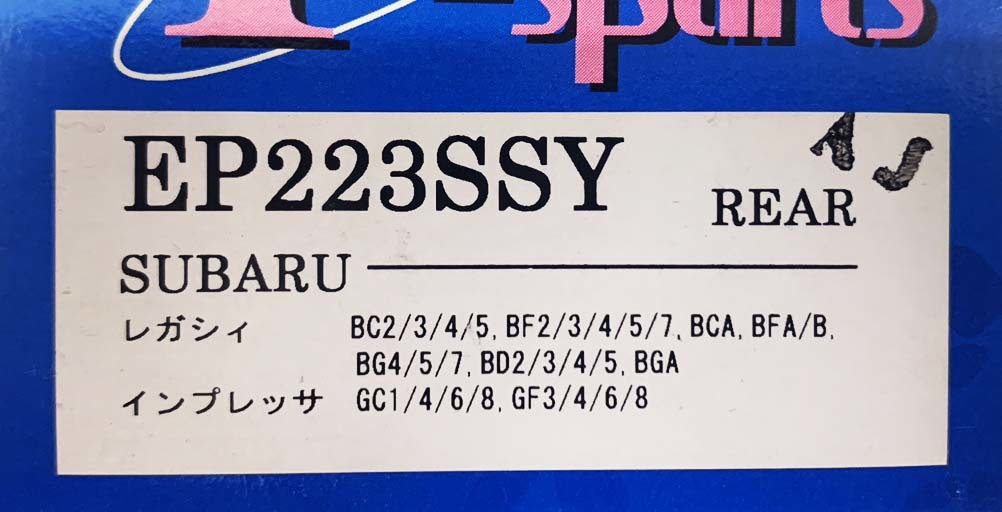 sparts
EP223SSY
REAR
SUBARU
レガシィ BC2/3/4/5, BF2/3/4/5/7, BCA, BFA/B,
BG4/5/7, BD2/3/4/5, BGA
インプレッサ GC1/4/6/8, GF3/4/6/8